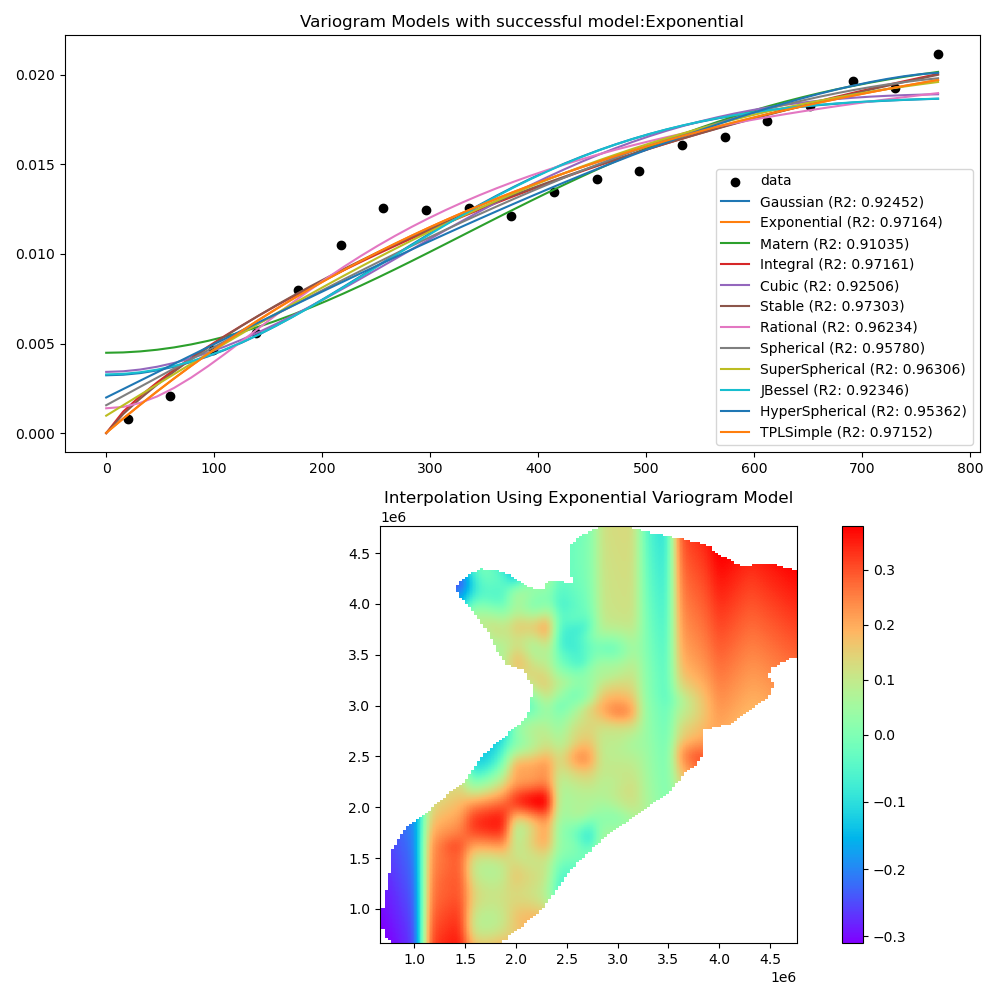 Variogram Models with successful model:Exponential
0.020
0.015
0.010
0.005
0.000
data
Gaussian (R2: 0.92452)
Exponential (R2: 0.97164)
Matern (R2: 0.91035)
Integral (R2: 0.97161)
Cubic (R2: 0.92506)
Stable (R2: 0.97303)
Rational (R2: 0.96234)
Spherical (R2: 0.95780)
SuperSpherical (R2: 0.96306)
JBessel (R2: 0.92346)
HyperSpherical (R2: 0.95362)
TPLSimple (R2: 0.97152)
0 100 200 300 400 500 600 700 800
Interpolation Using Exponential Variogram Model
1e6
4.5
4.0
3.5
3.0
2.5
2.0
1.5
1.0
1.0 1.5 2.0 2.5 3.0 3.5 4.0 4.5
1e6
0.3
0.2
0.1
0.0
−0.1
−0.2
−0.3